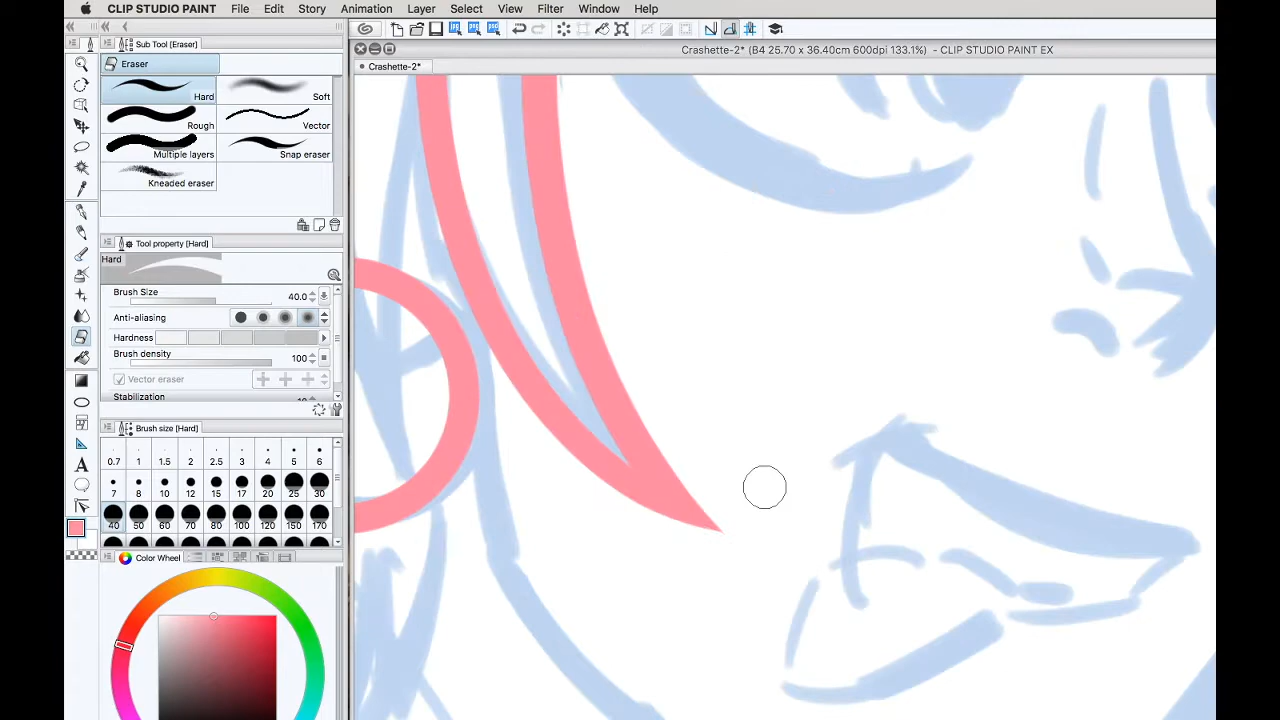 CLIP STUDIO PAINT File Edit Story Animation Layer Select View Filter Window Help
Sub Tool [Eraser]
Eraser
Hard Soft
Rough Vector
Multiple layers Snap eraser
Kneaded eraser
Tool property [Hard]
Hard
Brush Size 40.0
Anti-aliasing
Hardness
Brush density 100
Vector eraser
Stabilization
Brush size [Hard]
0.7 1 1.5 2 2.5 3 4 5 6
7 8 10 12 15 17 20 25 30
40 50 60 70 80 100 120 150 170
Color Wheel
Crashette-2* (B4 25.70 x 36.40cm 600dpi 133.1%) - CLIP STUDIO PAINT EX
Crashette-2*